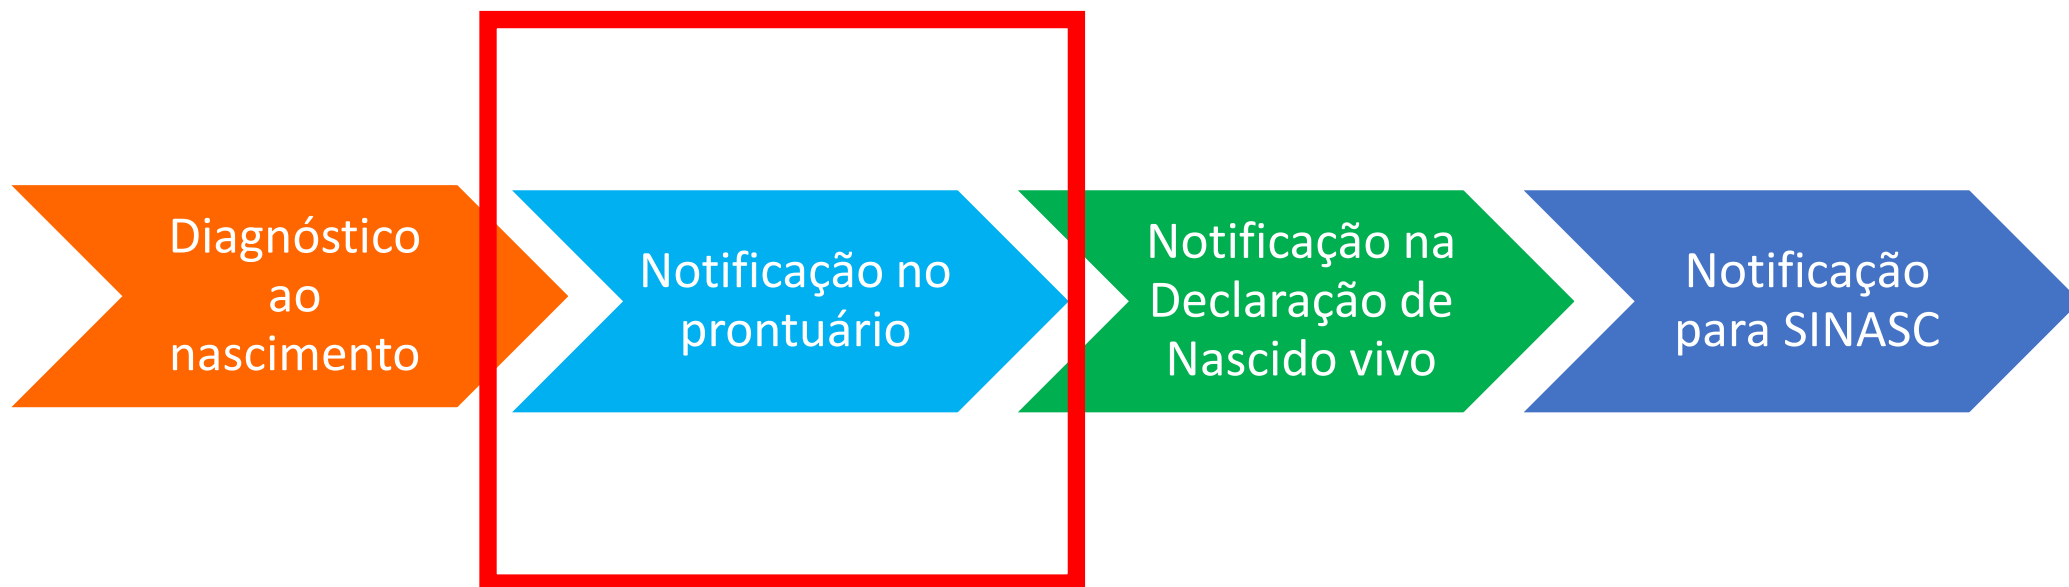 Diagnóstico
ao
nascimento
Notificação no
prontuário
Notificação na
Declaração de
Nascido vivo
Notificação
para SINASC